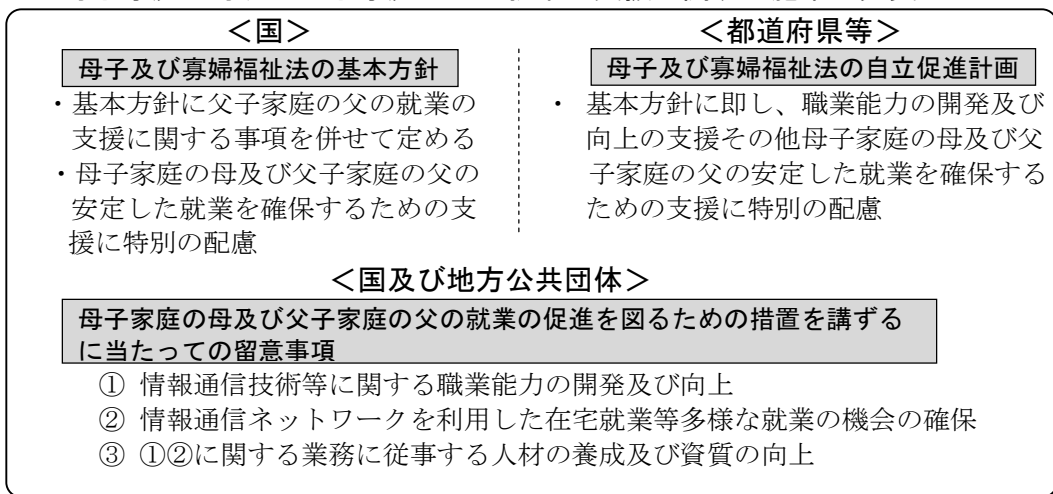 ＜国＞
母子及び寡婦福祉法の基本方針
・基本方針に父子家庭の父の就業の
支援に関する事項を併せて定める
・母子家庭の母及び父子家庭の父の
安定した就業を確保するための支
援に特別の配慮
＜都道府県等＞
母子及び寡婦福祉法の自立促進計画
・ 基本方針に即し、職業能力の開発及び
向上の支援その他母子家庭の母及び父
子家庭の父の安定した就業を確保する
ための支援に特別の配慮
＜国及び地方公共団体＞
母子家庭の母及び父子家庭の父の就業の促進を図るための措置を講ずる
に当たっての留意事項
① 情報通信技術等に関する職業能力の開発及び向上
② 情報通信ネットワークを利用した在宅就業等多様な就業の機会の確保
③ ①②に関する業務に従事する人材の養成及び資質の向上